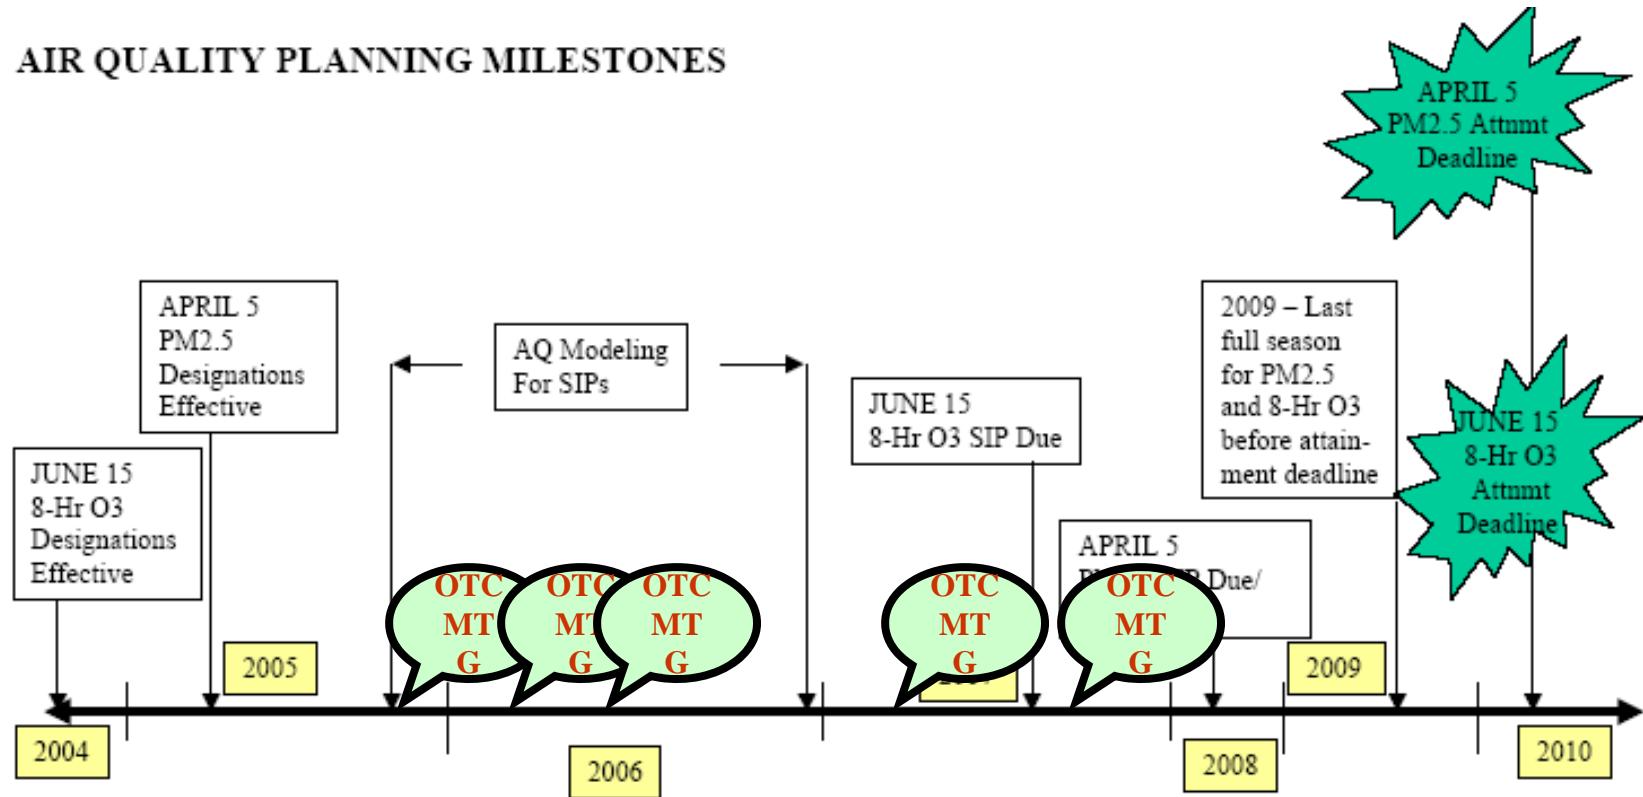 AIR QUALITY PLANNING MILESTONES
APRIL 5
PM2.5 Attnmt
Deadline
APRIL 5
PM2.5
Designations
Effective
AQ Modeling
For SIPs
2009 – Last
full season
for PM2.5
and 8-Hr O3
before attain-
ment deadline
JUNE 15
8-Hr O3 SIP Due
JUNE 15
8-Hr O3
Attnmt
Deadline
JUNE 15
8-Hr O3
Designations
Effective
APRIL 5
Due/
OTC
MT
G
OTC
MT
G
OTC
MT
G
OTC
MT
G
OTC
MT
G
2005
2009
2004
2006
2008
2010